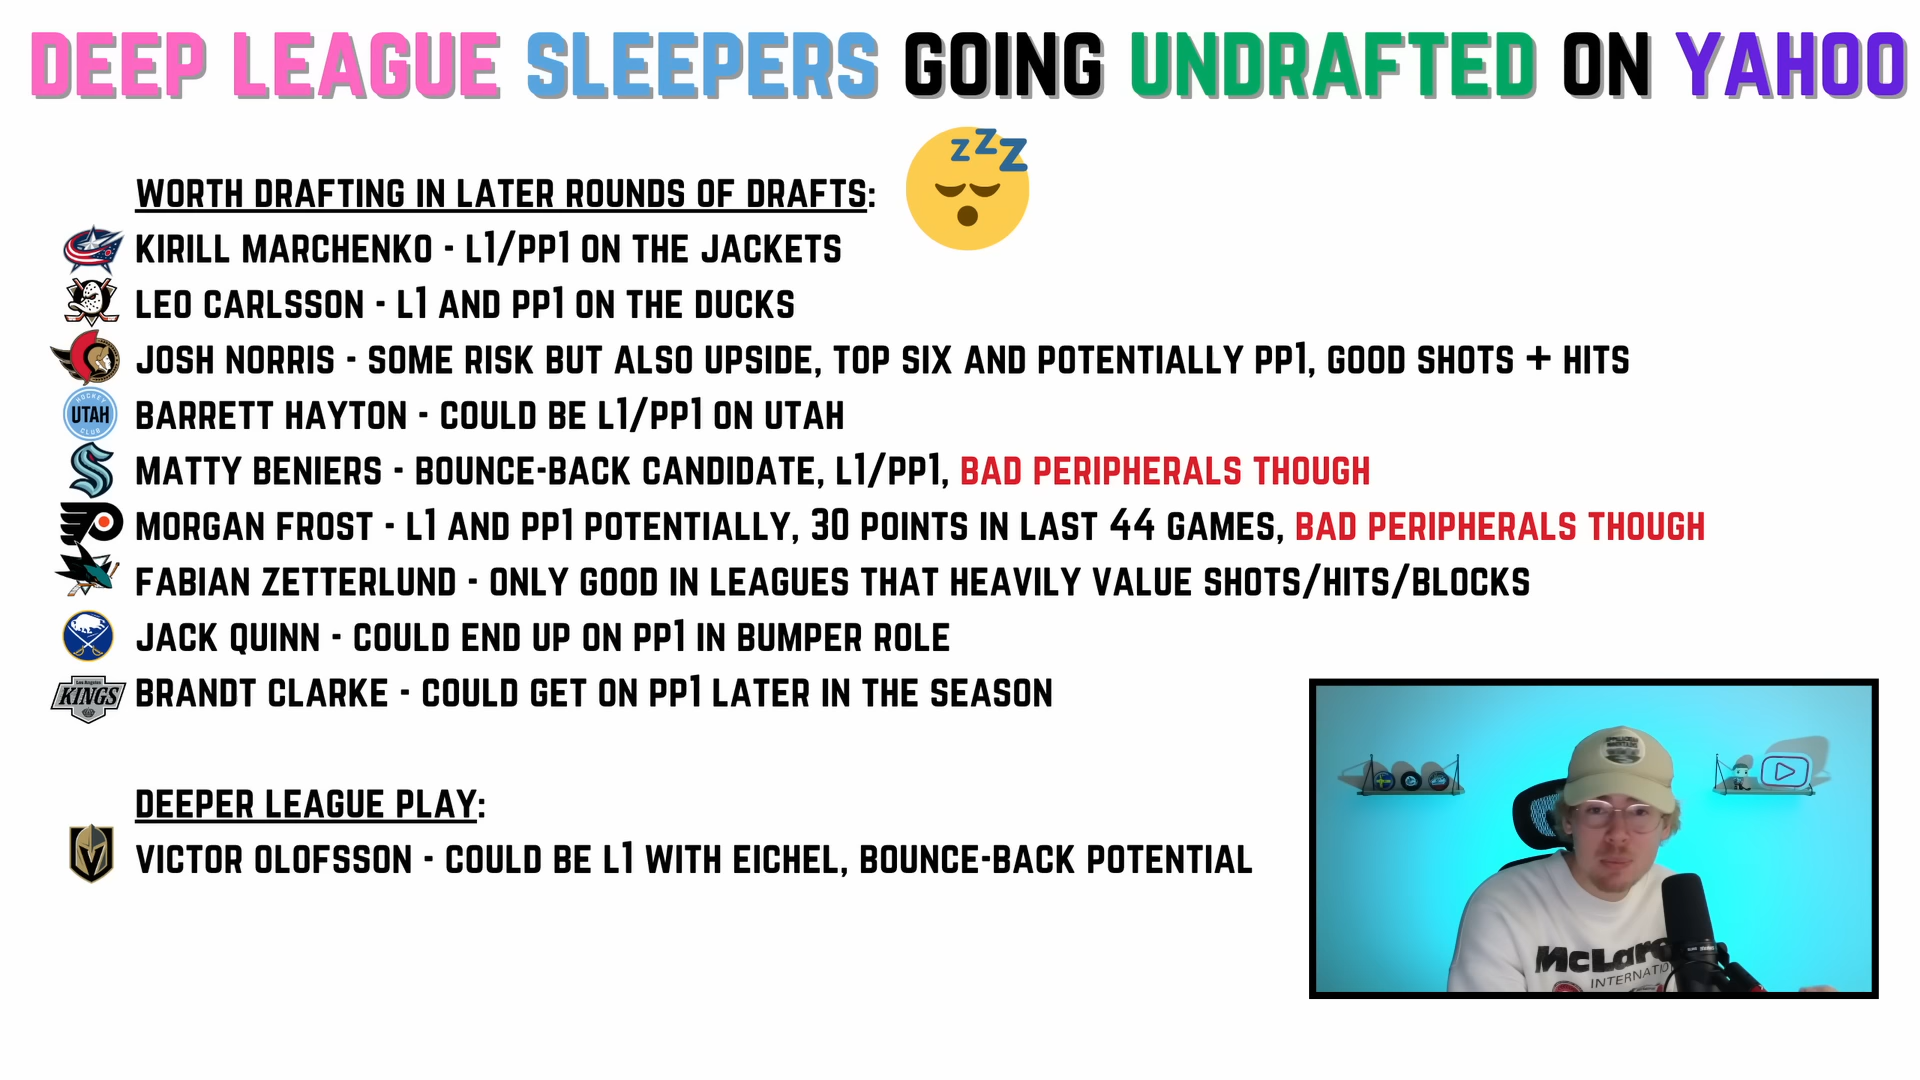 DEEP LEAGUE SLEEPERS GOING UNDRAFTED ON YAHOO
z z z
WORTH DRAFTING IN LATER ROUNDS OF DRAFTS:
KIRILL MARCHENKO - L1/PP1 ON THE JACKETS
LEO CARLSSON - L1 AND PP1 ON THE DUCKS
JOSH NORRIS - SOME RISK BUT ALSO UPSIDE, TOP SIX AND POTENTIALLY PP1, GOOD SHOTS + HITS
HOCKEY UTAH CLUB
BARRETT HAYTON - COULD BE L1/PP1 ON UTAH
MATTY BENIERS - BOUNCE-BACK CANDIDATE, L1/PP1, BAD PERIPHERALS THOUGH
MORGAN FROST - L1 AND PP1 POTENTIALLY, 30 POINTS IN LAST 44 GAMES, BAD PERIPHERALS THOUGH
FABIAN ZETTERLUND - ONLY GOOD IN LEAGUES THAT HEAVILY VALUE SHOTS/HITS/BLOCKS
JACK QUINN - COULD END UP ON PP1 IN BUMPER ROLE
Los Angeles KINGS
BRANDT CLARKE - COULD GET ON PP1 LATER IN THE SEASON
DEEPER LEAGUE PLAY:
VICTOR OLOFSSON - COULD BE L1 WITH EICHEL, BOUNCE-BACK POTENTIAL
McLar
INTERNATIO